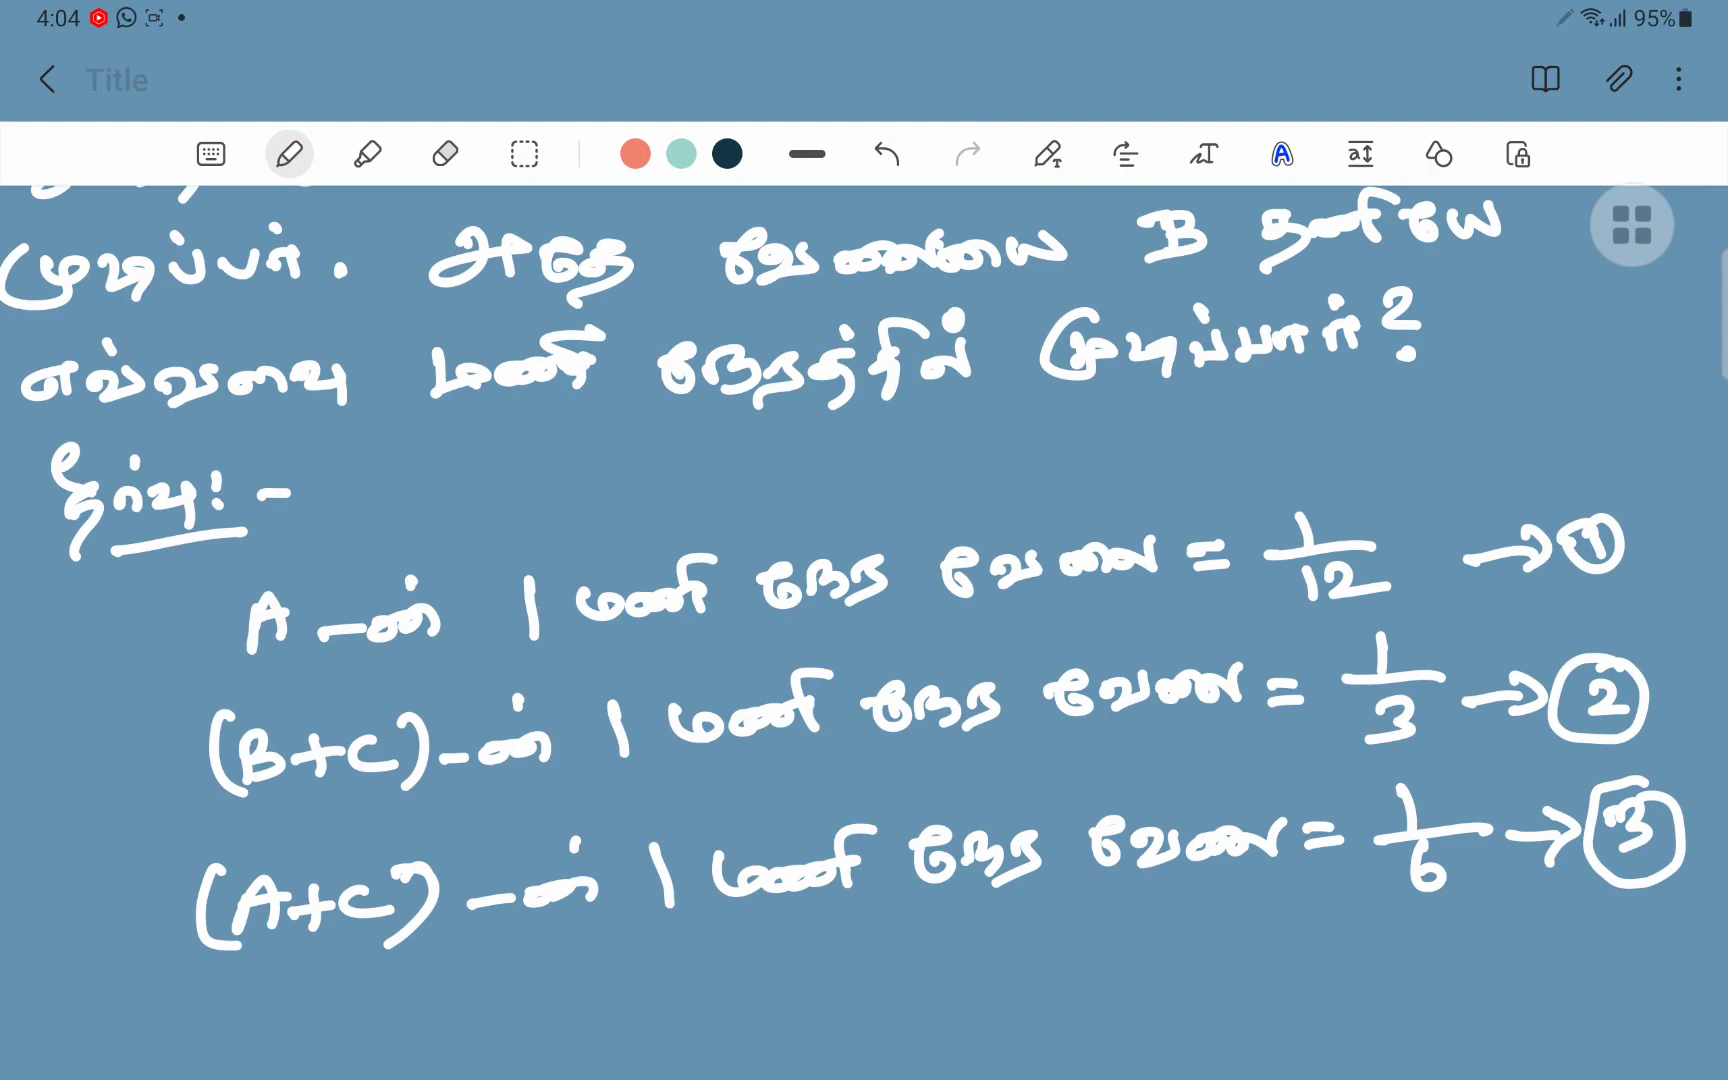 4:04 95%
Title
முடிப்பர். அதே வேலையை B தனியே
எவ்வளவு மணி நேரத்தில் முடிப்பார்?
தீர்வு:-
A-ன் 1 மணி நேர வேலை = 1/12 → ①
(B+C)-ன் 1 மணி நேர வேலை = 1/3 → ②
(A+C)-ன் 1 மணி நேர வேலை = 1/6 → ③